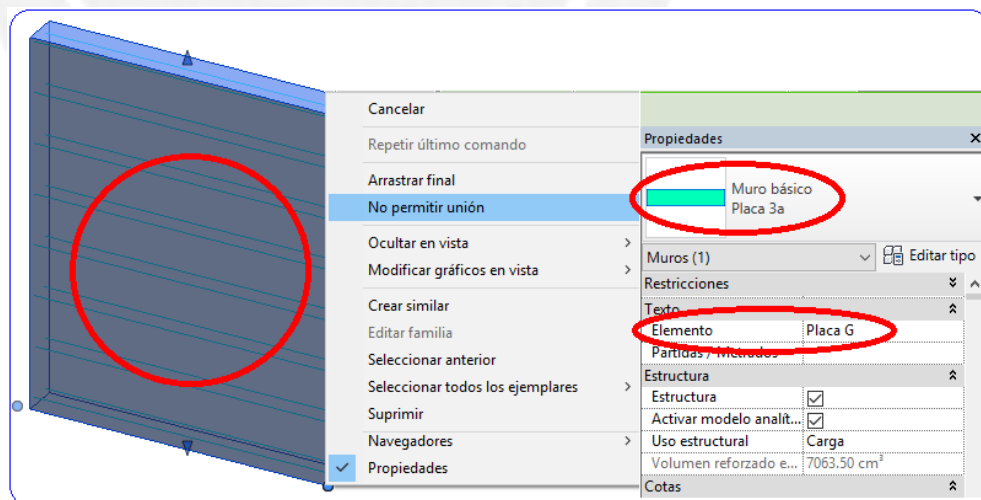 Cancelar
Repetir último comando
Arrastrar final
No permitir unión
Ocultar en vista
Modificar gráficos en vista
Crear similar
Editar familia
Seleccionar anterior
Seleccionar todos los ejemplares
Suprimir
Navegadores
Propiedades
Propiedades
Muro básico
Placa 3a
Muros (1)
Editar tipo
Restricciones
Texto
Elemento Placa G
Partidas / Metrados
Estructura
Estructura
Activar modelo analít...
Uso estructural Carga
Volumen reforzado e... 7063.50 cm³
Cotas